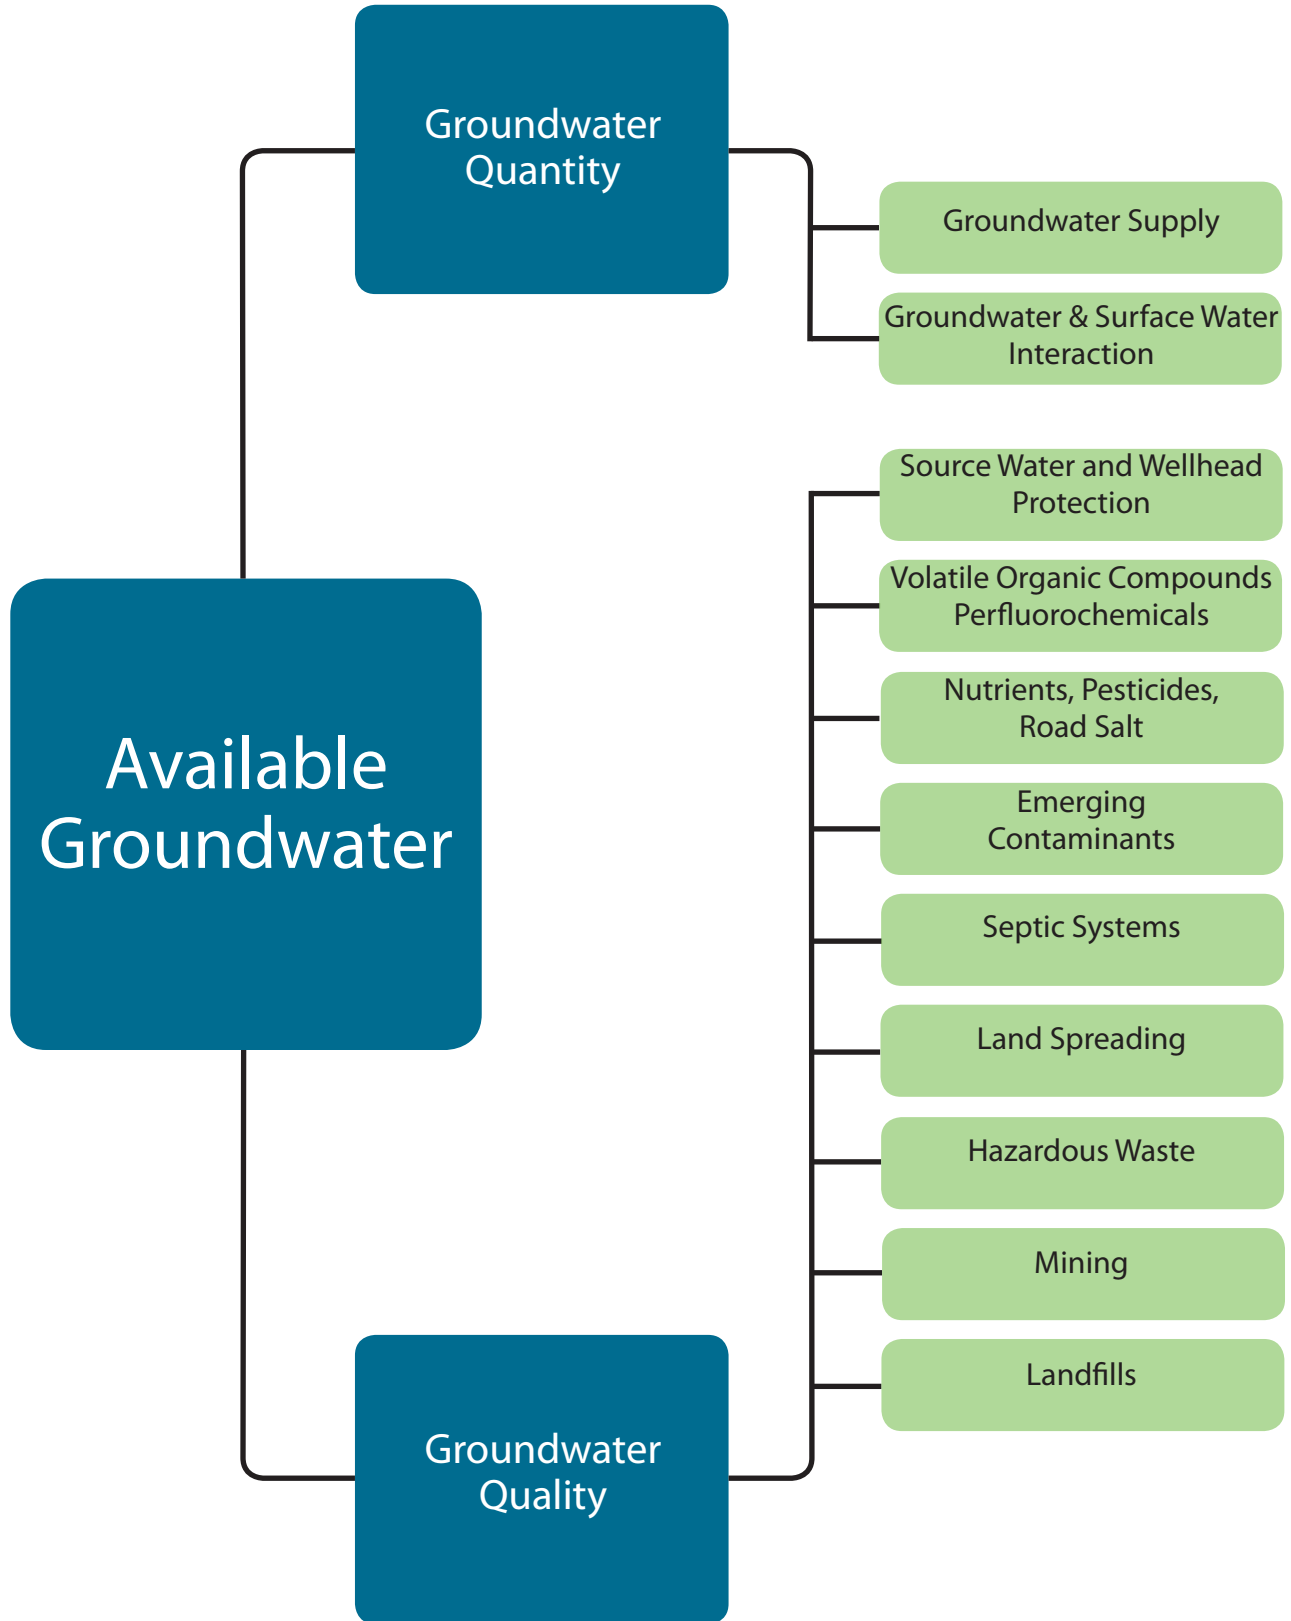 Groundwater
Quantity
Groundwater Supply
Groundwater & Surface Water
Interaction
Source Water and Wellhead
Protection
Volatile Organic Compounds
Perfluorochemicals
Nutrients, Pesticides,
Road Salt
Available
Groundwater
Emerging
Contaminants
Septic Systems
Land Spreading
Hazardous Waste
Mining
Landfills
Groundwater
Quality